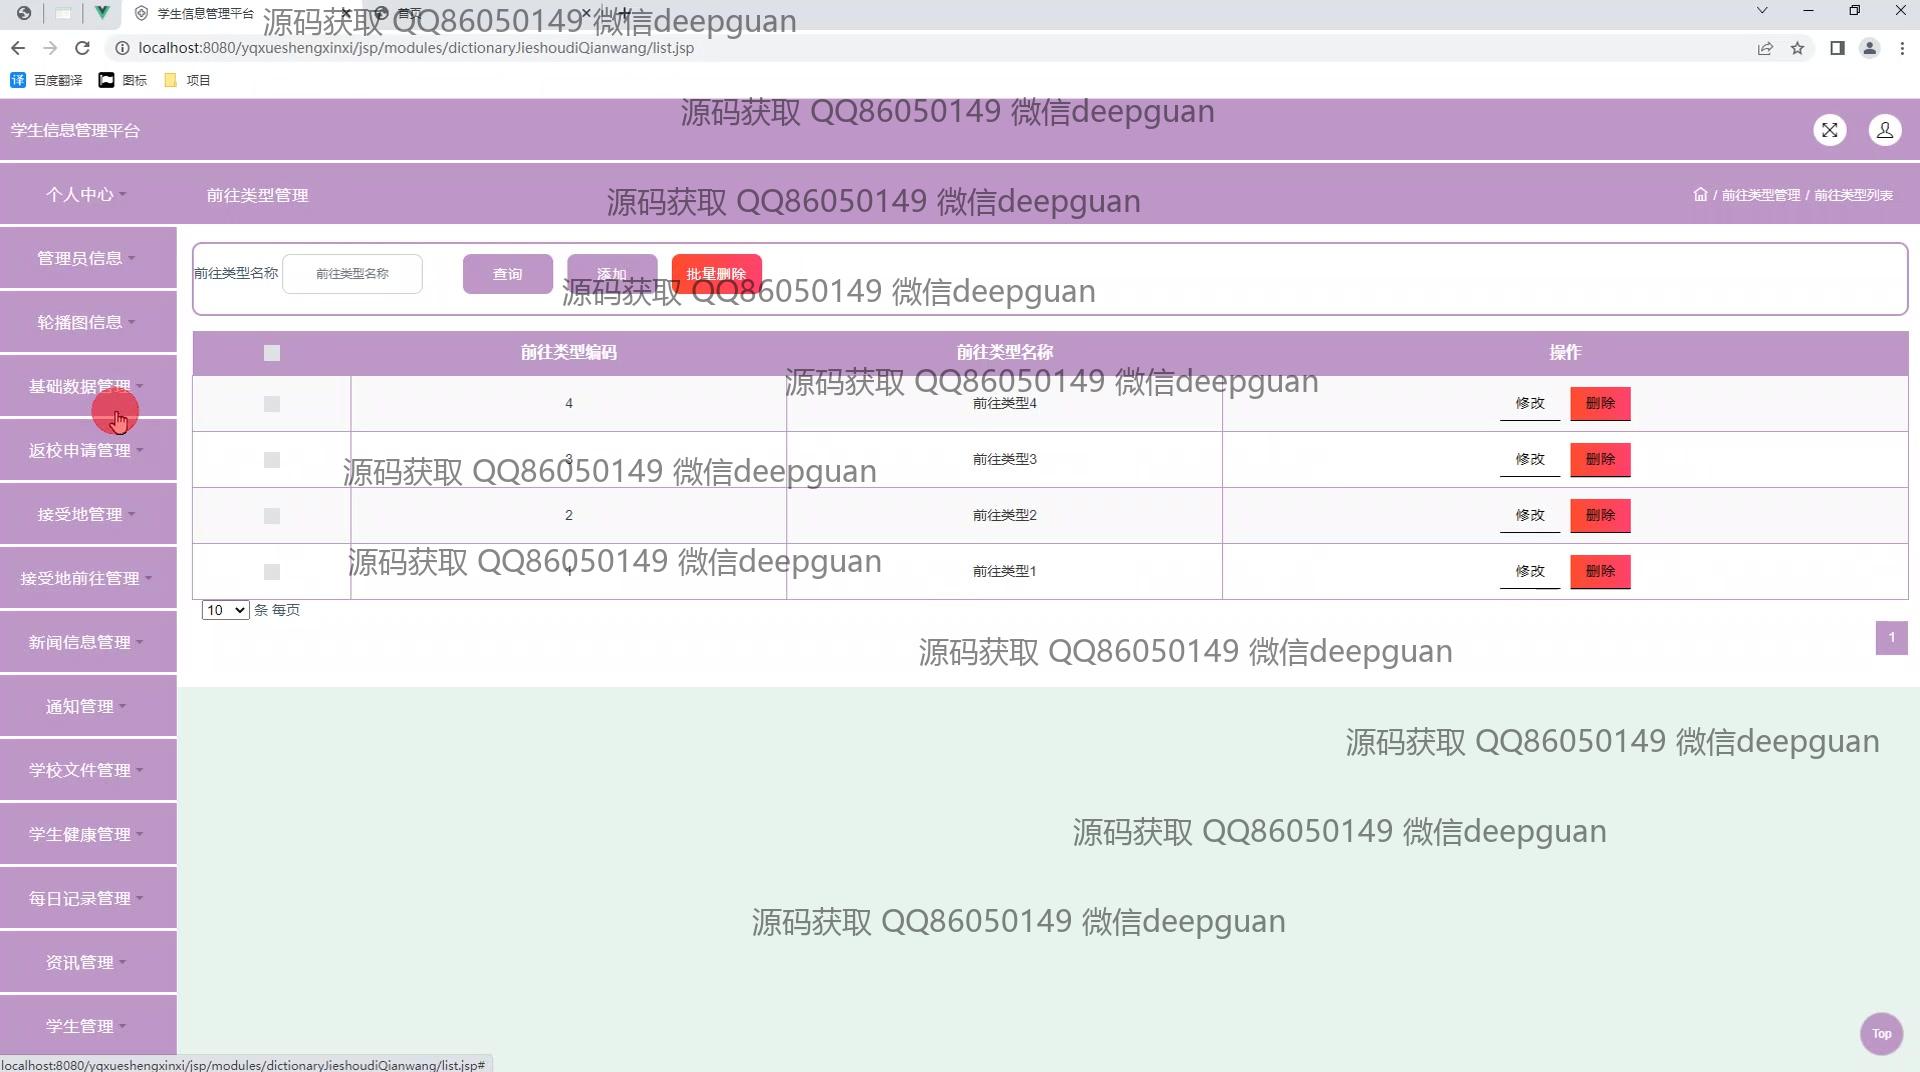 学生信息管理平台 首页
源码获取 QQ86050149 微信deepguan
localhost:8080/yqxueshengxinxi/jsp/modules/dictionaryJieshoudiQianwang/list.jsp
译 百度翻译 图标 项目
源码获取 QQ86050149 微信deepguan
学生信息管理平台
个人中心 前往类型管理 / 前往类型管理 / 前往类型列表
源码获取 QQ86050149 微信deepguan
管理员信息
前往类型名称 前往类型名称 查询 添加 批量删除
源码获取 QQ86050149 微信deepguan
轮播图信息
前往类型编码 前往类型名称 操作
基础数据管理
源码获取 QQ86050149 微信deepguan
4 前往类型4 修改 删除
返校申请管理
3 前往类型3 修改 删除
源码获取 QQ86050149 微信deepguan
接受地管理
2 前往类型2 修改 删除
源码获取 QQ86050149 微信deepguan
接受地前往管理
1 前往类型1 修改 删除
10 条 每页
新闻信息管理
1
源码获取 QQ86050149 微信deepguan
通知管理
源码获取 QQ86050149 微信deepguan
学校文件管理
学生健康管理
源码获取 QQ86050149 微信deepguan
每日记录管理
源码获取 QQ86050149 微信deepguan
资讯管理
学生管理
Top
localhost:8080/yqxueshengxinxi/jsp/modules/dictionaryJieshoudiQianwang/list.jsp#